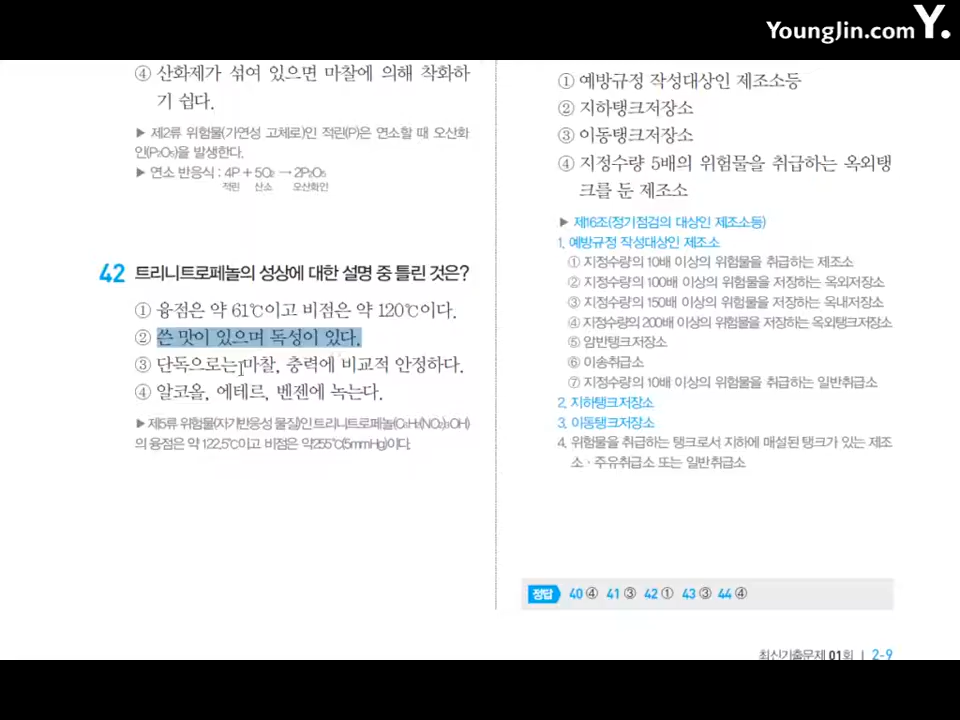 YoungJin.com Y.
④ 산화제가 섞여 있으면 마찰에 의해 착화하
기 쉽다.
▶ 제2류 위험물(가연성 고체로)인 적린(P)은 연소할 때 오산화
인(P₂O₅)을 발생한다.
▶ 연소 반응식 : 4P + 5O₂ → 2P₂O₅
적린 산소 오산화인
42 트리니트로페놀의 성상에 대한 설명 중 틀린 것은?
① 융점은 약 61℃이고 비점은 약 120℃이다.
② 쓴 맛이 있으며 독성이 있다.
③ 단독으로는 마찰, 충력에 비교적 안정하다.
④ 알코올, 에테르, 벤젠에 녹는다.
▶ 제5류 위험물(자기반응성 물질)인 트리니트로페놀(C₆H₂(NO₂)₃OH)
의 융점은 약 122.5℃이고 비점은 약255℃(5mmHg)이다.
① 예방규정 작성대상인 제조소등
② 지하탱크저장소
③ 이동탱크저장소
④ 지정수량 5배의 위험물을 취급하는 옥외탱
크를 둔 제조소
▶ 제16조(정기점검의 대상인 제조소등)
1. 예방규정 작성대상인 제조소
① 지정수량의 10배 이상의 위험물을 취급하는 제조소
② 지정수량의 100배 이상의 위험물을 저장하는 옥외저장소
③ 지정수량의 150배 이상의 위험물을 저장하는 옥내저장소
④ 지정수량의 200배 이상의 위험물을 저장하는 옥외탱크저장소
⑤ 암반탱크저장소
⑥ 이송취급소
⑦ 지정수량의 10배 이상의 위험물을 취급하는 일반취급소
2. 지하탱크저장소
3. 이동탱크저장소
4. 위험물을 취급하는 탱크로서 지하에 매설된 탱크가 있는 제조
소 · 주유취급소 또는 일반취급소
정답 40 ④ 41 ③ 42 ① 43 ③ 44 ④
최신기출문제 01회 | 2-9